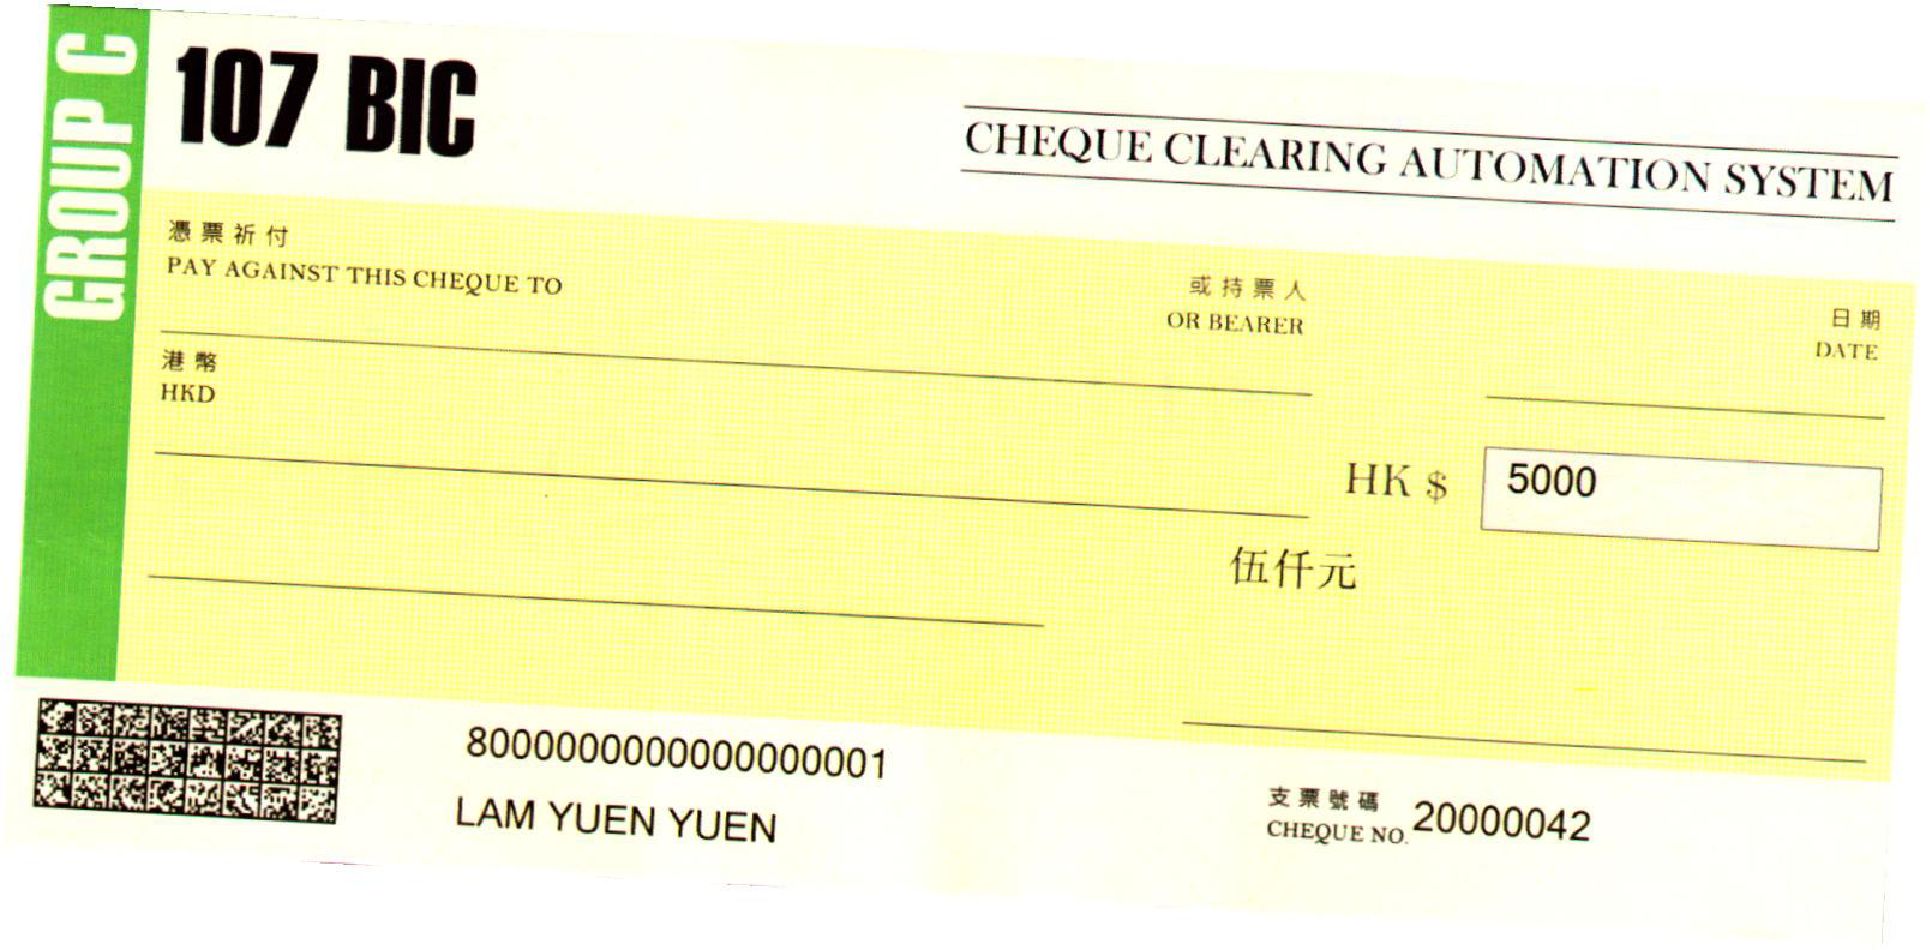 GROUP C
107 BIC
CHEQUE CLEARING AUTOMATION SYSTEM
憑票祈付
PAY AGAINST THIS CHEQUE TO
或持票人
OR BEARER
日期
DATE
港幣
HKD
HK $ 5000
伍仟元
8000000000000000001
LAM YUEN YUEN
支票號碼
CHEQUE NO. 20000042